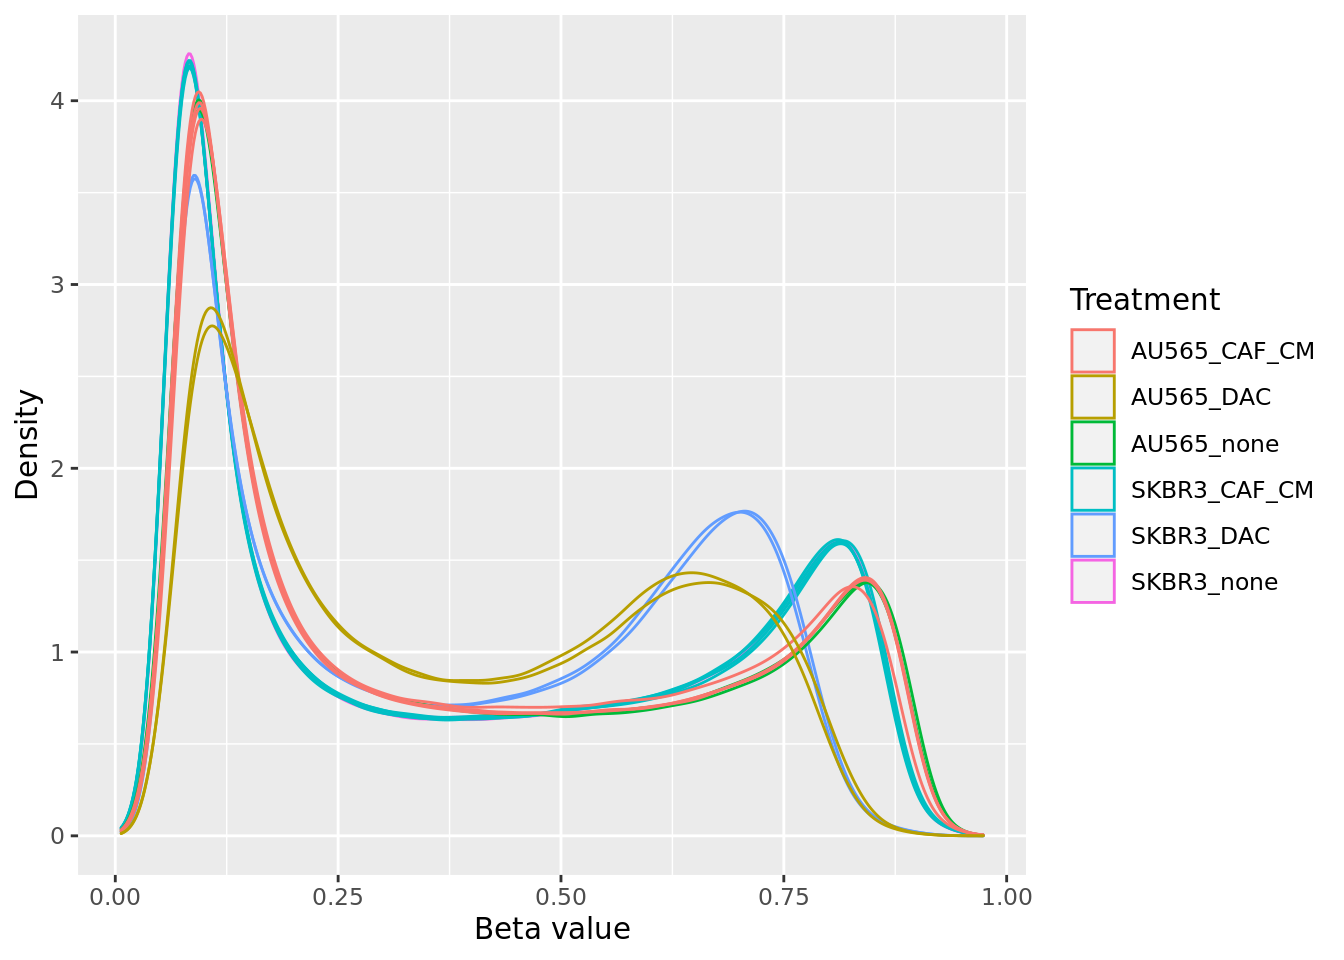 4
3
2
1
0
Density
0.00 0.25 0.50 0.75 1.00
Beta value
Treatment
AU565_CAF_CM
AU565_DAC
AU565_none
SKBR3_CAF_CM
SKBR3_DAC
SKBR3_none